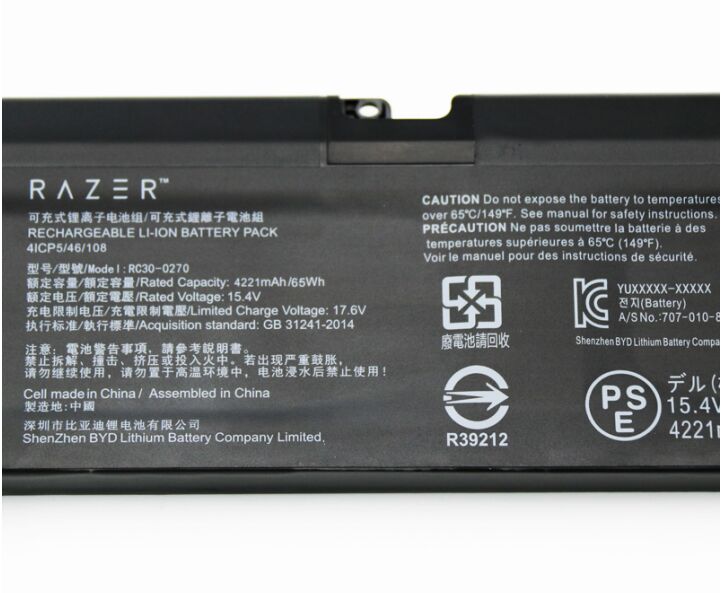 RAZER™
可充式锂离子电池组/可充式鋰離子電池組
RECHARGEABLE LI-ION BATTERY PACK
4ICP5/46/108
型号/型號/Model: RC30-0270
额定容量/額定容量/Rated Capacity: 4221mAh/65Wh
额定电压/額定電壓/Rated Voltage: 15.4V
充电限制电压/充電限制電壓/Limited Charge Voltage: 17.6V
执行标准/執行標準/Acquisition standard: GB 31241-2014
注意: 電池警告事項, 請參考說明書。
禁止拆解、撞击、挤压或投入火中。若出现严重鼓胀,
请勿继续使用, 请勿置于高温环境中, 电池浸水后禁止使用!
Cell made in China / Assembled in China
製造地: 中國
深圳市比亚迪锂电池有限公司
ShenZhen BYD Lithium Battery Company Limited.
CAUTION Do not expose the battery to temperatures
over 65°C/149°F. See manual for safety instructions.
PRÉCAUTION Ne pas soumettre la batterie à des
températures supérieures à 65°C (149°F).
Voir le manuel pour des instructions de sécurité.
廢電池請回收
YUXXXXX-XXXXX
전지(Battery)
A/S No.:707-010-8
Shenzhen BYD Lithium Battery Compa
R39212
PS
E
デル(
15.4V
4221m